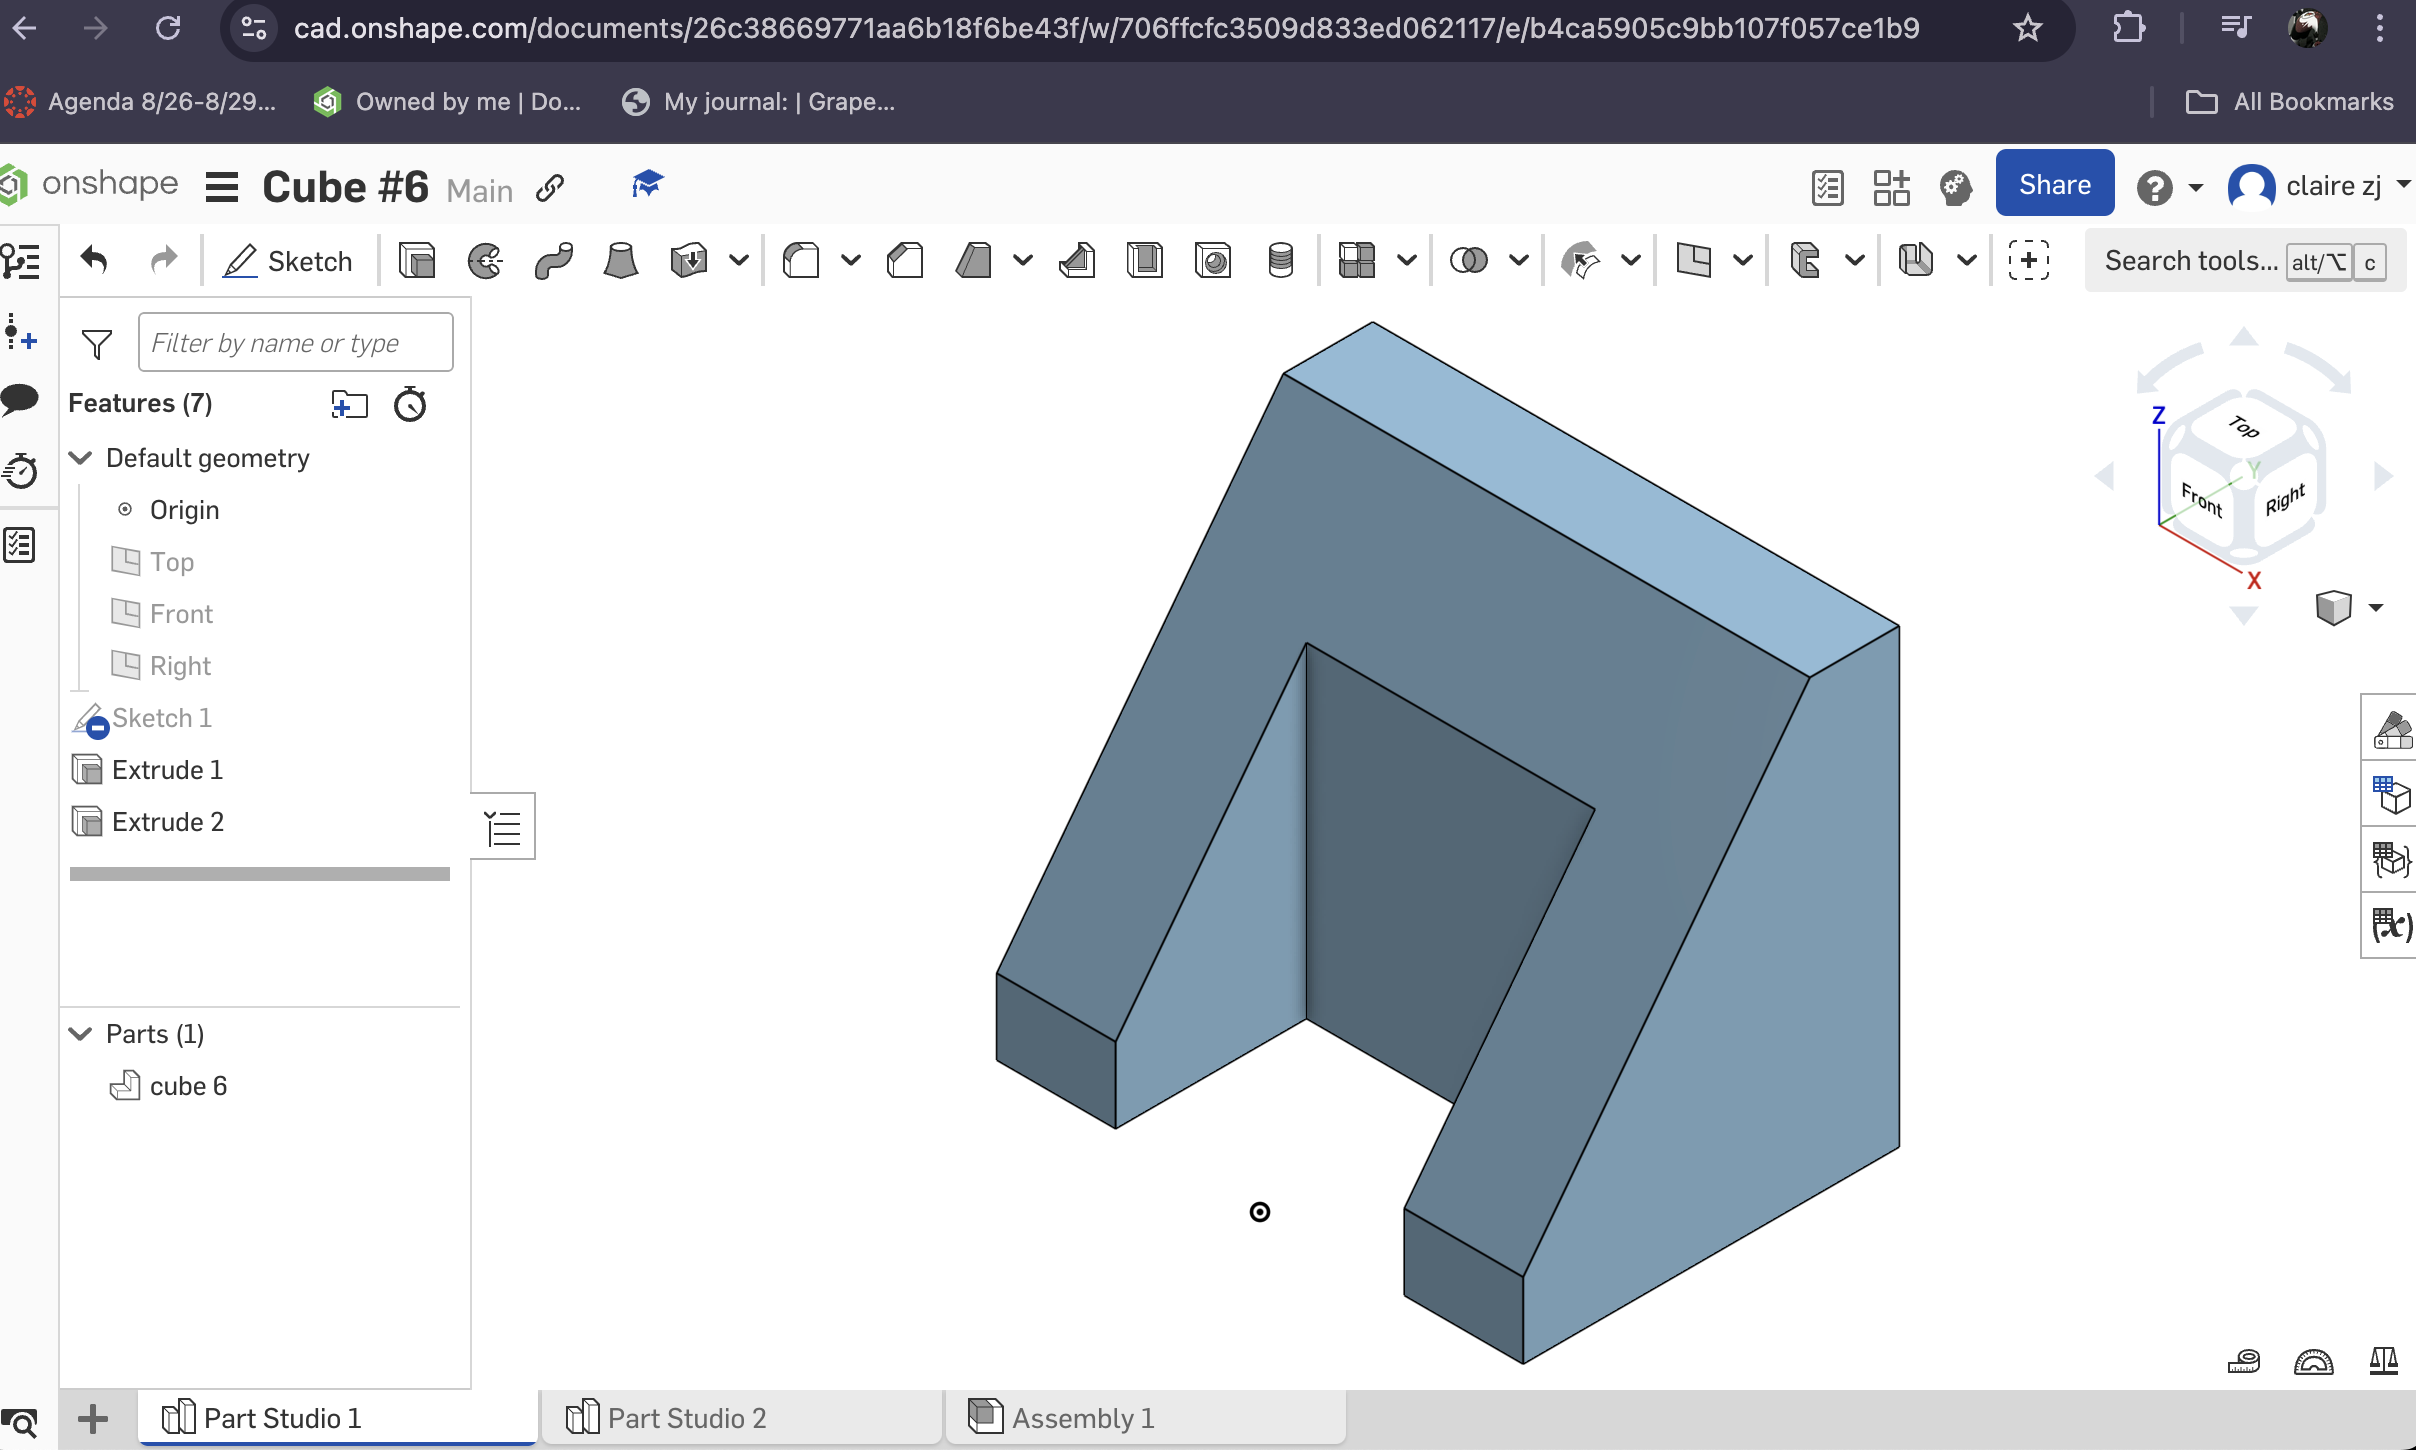 cad.onshape.com/documents/26c38669771aa6b18f6be43f/w/706ffcfc3509d833ed062117/e/b4ca5905c9bb107f057ce1b9
Agenda 8/26-8/29... Owned by me | Do... My journal: | Grape... All Bookmarks
onshape Cube #6 Main Share claire zj
Sketch Search tools... alt/⌥ c
Filter by name or type
Features (7)
Default geometry
Origin
Top
Front
Right
Sketch 1
Extrude 1
Extrude 2
Parts (1)
cube 6
Z
Top
Y
Front Right
X
(x)
Part Studio 1 Part Studio 2 Assembly 1